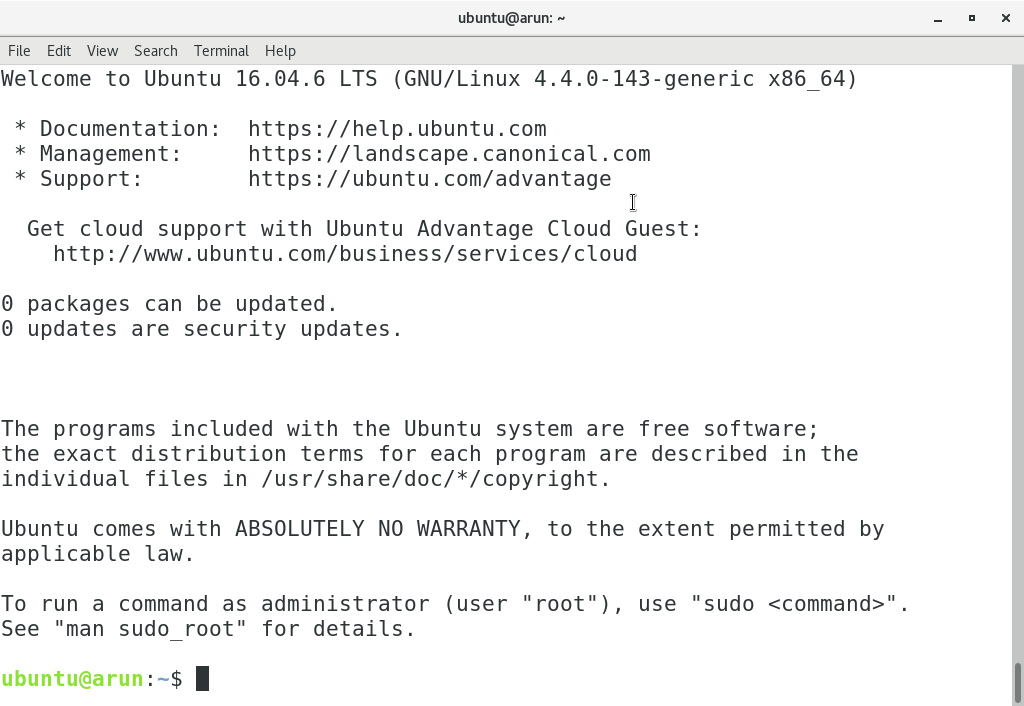 ubuntu@arun: ~
File Edit View Search Terminal Help
Welcome to Ubuntu 16.04.6 LTS (GNU/Linux 4.4.0-143-generic x86_64)
* Documentation: https://help.ubuntu.com
* Management: https://landscape.canonical.com
* Support: https://ubuntu.com/advantage
Get cloud support with Ubuntu Advantage Cloud Guest:
http://www.ubuntu.com/business/services/cloud
0 packages can be updated.
0 updates are security updates.
The programs included with the Ubuntu system are free software;
the exact distribution terms for each program are described in the
individual files in /usr/share/doc/*/copyright.
Ubuntu comes with ABSOLUTELY NO WARRANTY, to the extent permitted by
applicable law.
To run a command as administrator (user "root"), use "sudo <command>".
See "man sudo_root" for details.
ubuntu@arun:~$